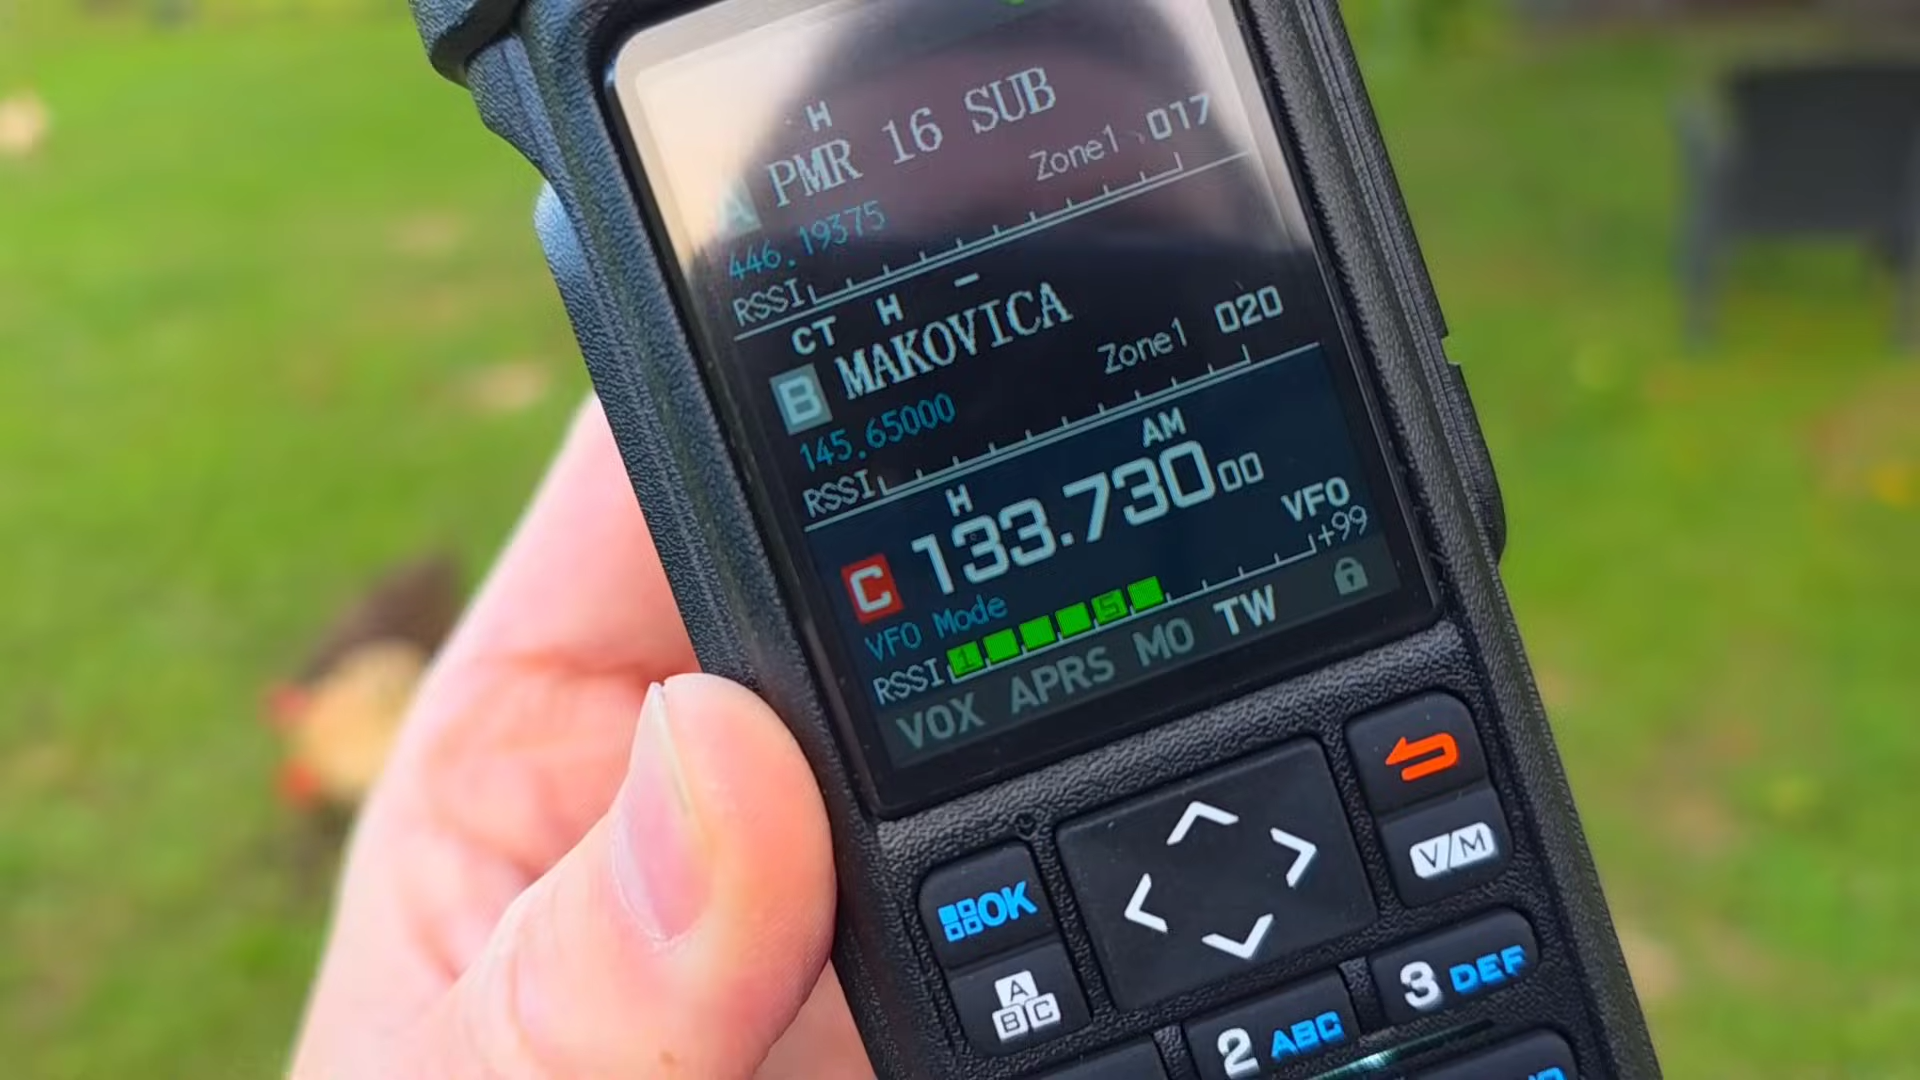 H
PMR 16 SUB
Zone1 017
A
446.19375
RSSI
CT H –
MAKOVICA
Zone1 020
B
145.65000
RSSI
H AM
133.73000
VFO
C
VFO Mode
+99
RSSI 1 5
VOX APRS MO TW
OK
V/M
A
B C
2 ABC
3 DEF